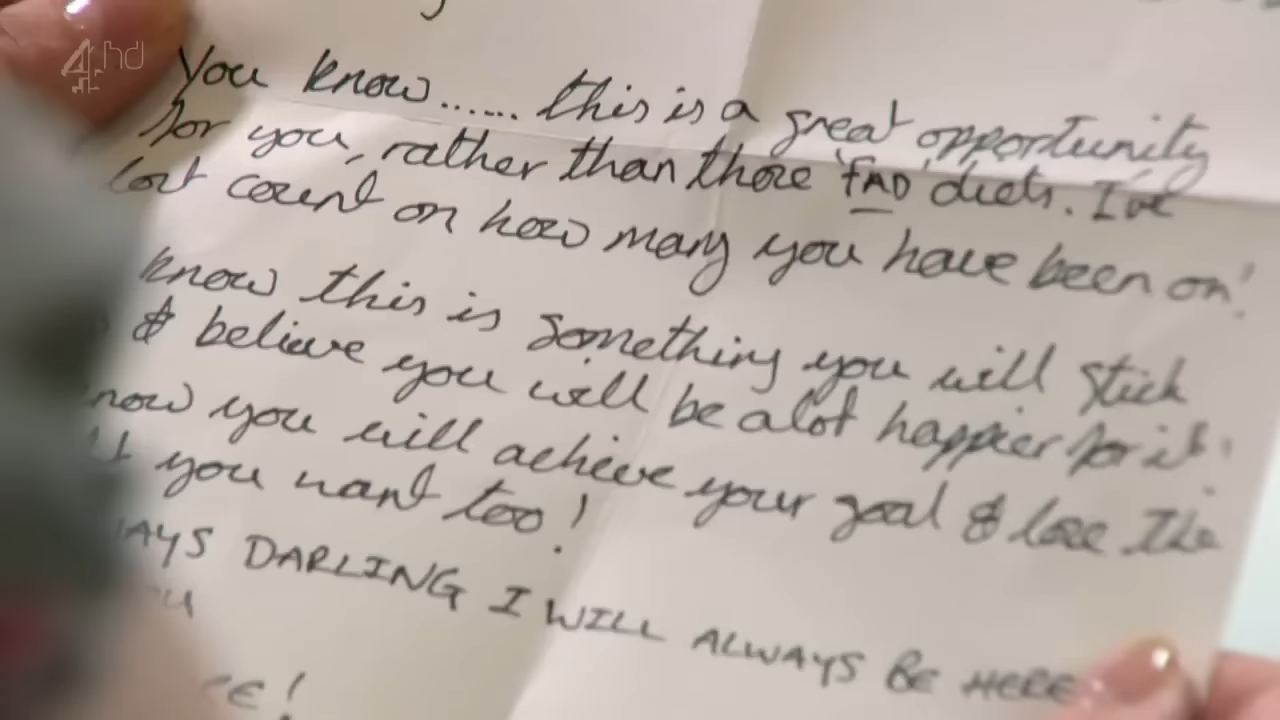 4hd
You know...... this is a great opportunity
for you, rather than those 'FAD' diets. I've
lost count on how many you have been on!
know this is something you will stick
& believe you will be alot happier for it!
now you will achieve your goal & lose the
you want too!
AYS DARLING I WILL ALWAYS BE HERE